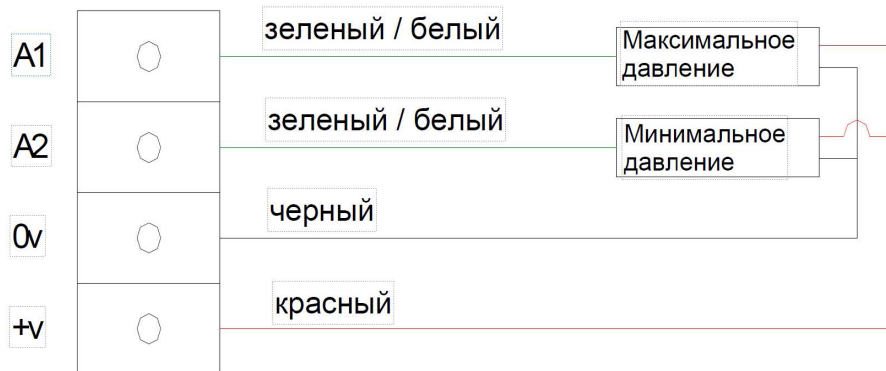 A1
зеленый / белый
Максимальное
давление
A2
зеленый / белый
Минимальное
давление
0v
черный
+v
красный